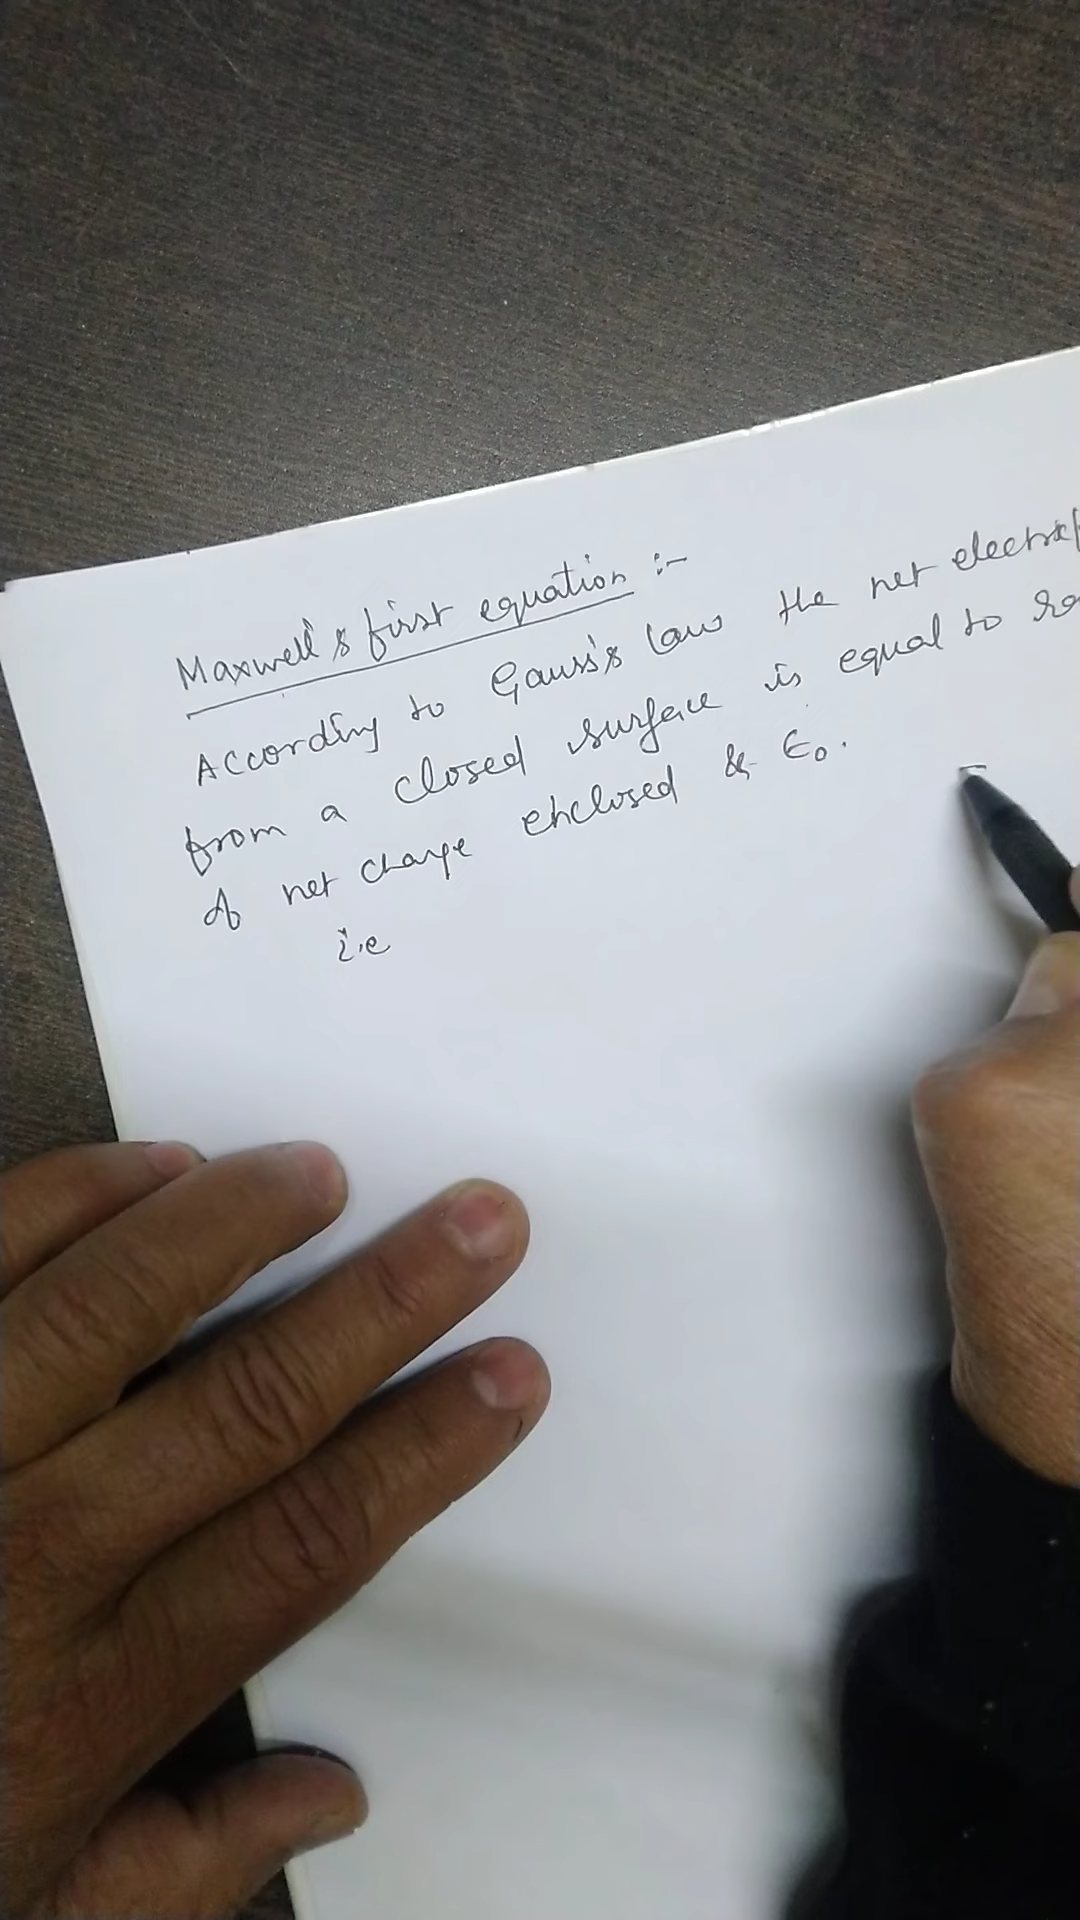 Maxwell's first equation :-
According to Gauss's law the net electric
from a closed surface is equal to
of net charge enclosed & ϵ₀.
i.e